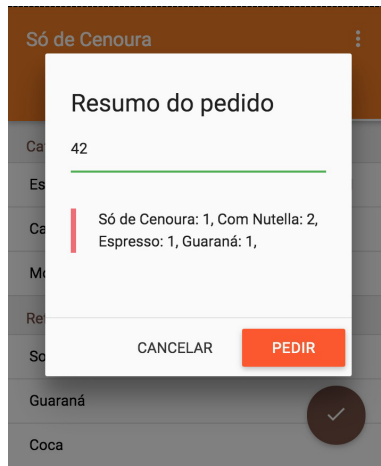 Só de Cenoura
Resumo do pedido
42
Só de Cenoura: 1, Com Nutella: 2,
Espresso: 1, Guaraná: 1,
CANCELAR PEDIR
Guaraná
Coca